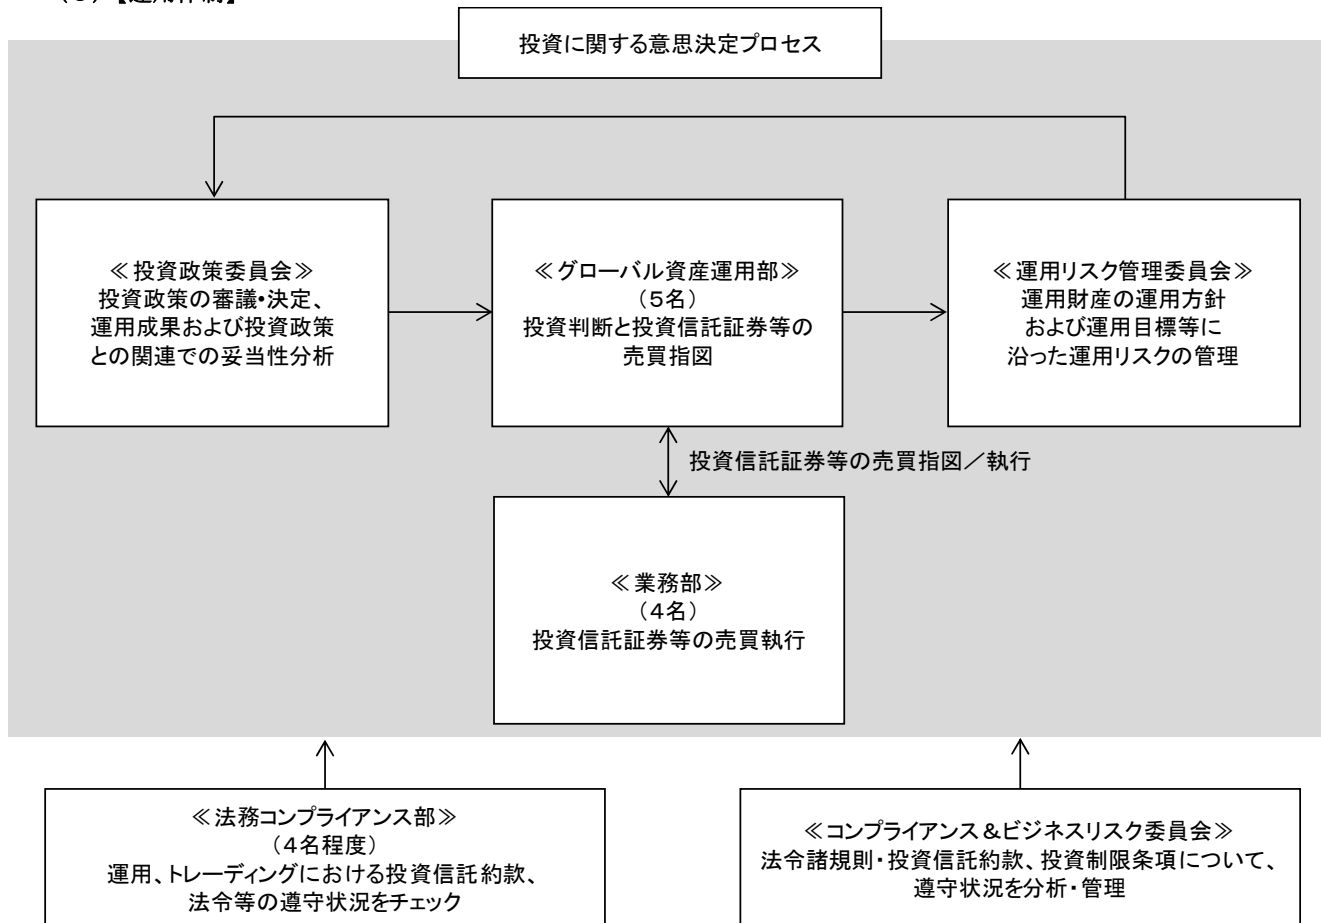 投資に関する意思決定プロセス
≪投資政策委員会≫
投資政策の審議・決定、
運用成果および投資政策
との関連での妥当性分析
≪グローバル資産運用部≫
（５名）
投資判断と投資信託証券等の
売買指図
≪運用リスク管理委員会≫
運用財産の運用方針
および運用目標等に
沿った運用リスクの管理
投資信託証券等の売買指図／執行
≪業務部≫
（４名）
投資信託証券等の売買執行
≪法務コンプライアンス部≫
（４名程度）
運用、トレーディングにおける投資信託約款、
法令等の遵守状況をチェック
≪コンプライアンス＆ビジネスリスク委員会≫
法令諸規則・投資信託約款、投資制限条項について、
遵守状況を分析・管理